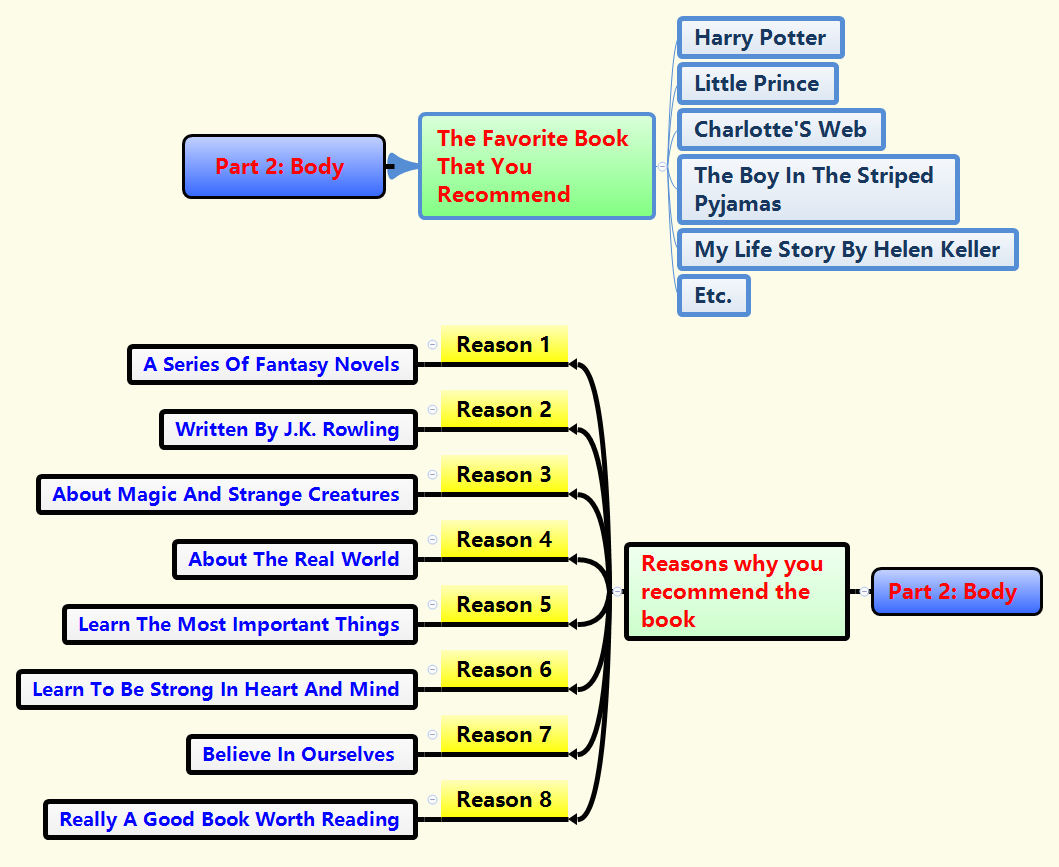 Part 2: Body
The Favorite Book
That You
Recommend
Harry Potter
Little Prince
Charlotte'S Web
The Boy In The Striped
Pyjamas
My Life Story By Helen Keller
Etc.
Reason 1
A Series Of Fantasy Novels
Reason 2
Written By J.K. Rowling
Reason 3
About Magic And Strange Creatures
Reason 4
About The Real World
Reason 5
Learn The Most Important Things
Reason 6
Learn To Be Strong In Heart And Mind
Reason 7
Believe In Ourselves
Reason 8
Really A Good Book Worth Reading
Reasons why you
recommend the
book
Part 2: Body